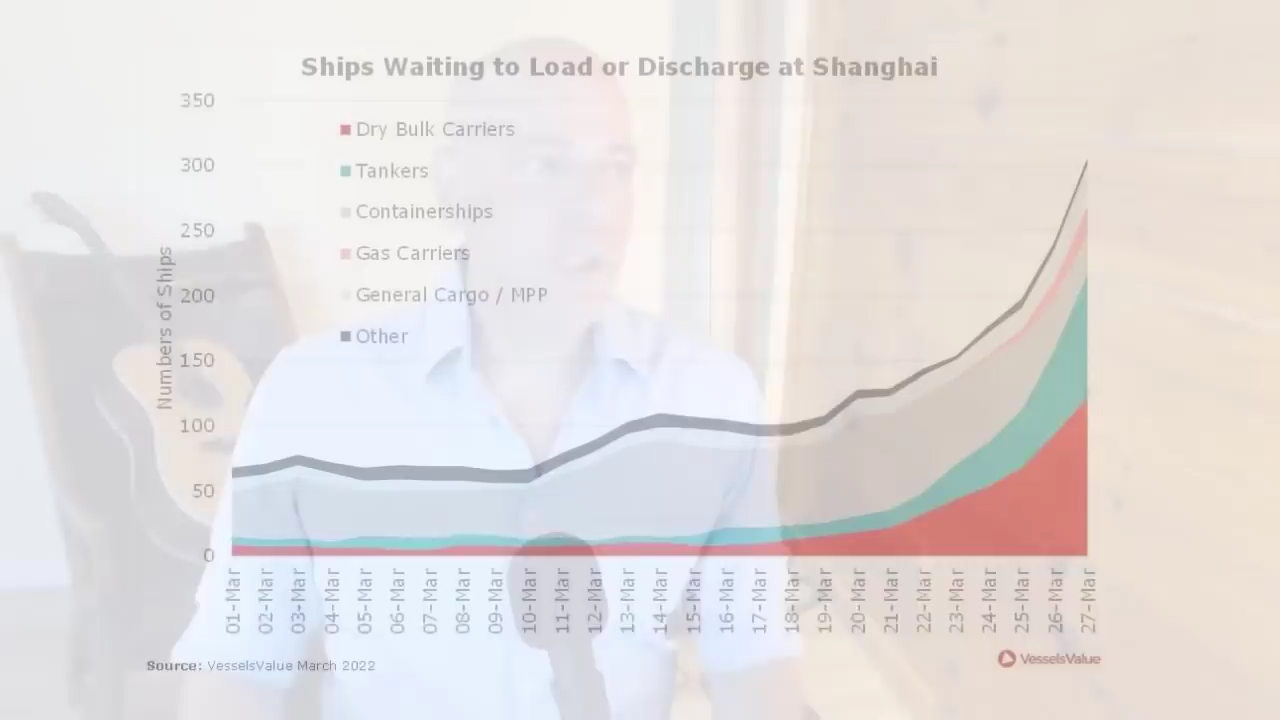 Ships Waiting to Load or Discharge at Shanghai
350
300
250
200
150
100
50
0
Numbers of Ships
Dry Bulk Carriers
Tankers
Containerships
Gas Carriers
General Cargo / MPP
Other
01-Mar
02-Mar
03-Mar
04-Mar
05-Mar
06-Mar
07-Mar
08-Mar
09-Mar
10-Mar
11-Mar
12-Mar
13-Mar
14-Mar
15-Mar
16-Mar
17-Mar
18-Mar
19-Mar
20-Mar
21-Mar
22-Mar
23-Mar
24-Mar
25-Mar
26-Mar
27-Mar
Source: VesselsValue March 2022
VesselsValue